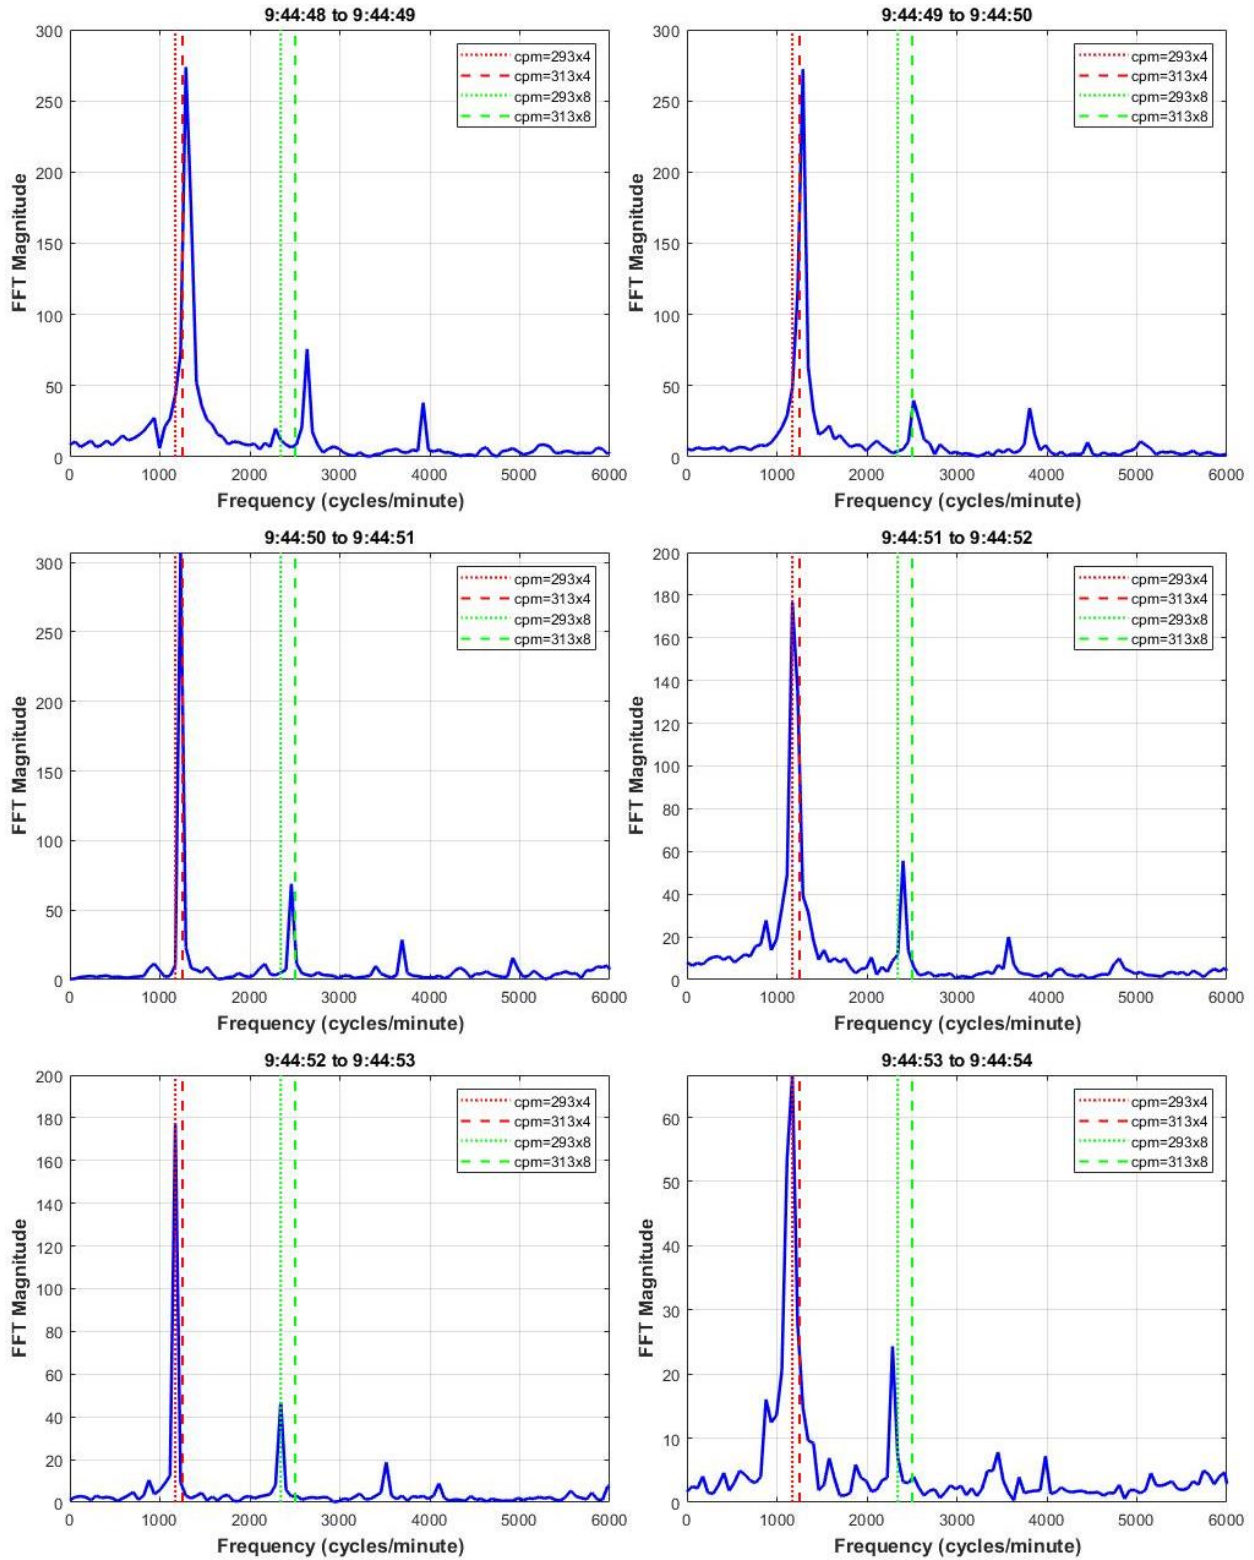 9:44:48 to 9:44:49
300
250
200
150
100
50
0
FFT Magnitude
cpm=293x4
cpm=313x4
cpm=293x8
cpm=313x8
0 1000 2000 3000 4000 5000 6000
Frequency (cycles/minute)
9:44:49 to 9:44:50
300
250
200
150
100
50
0
FFT Magnitude
cpm=293x4
cpm=313x4
cpm=293x8
cpm=313x8
0 1000 2000 3000 4000 5000 6000
Frequency (cycles/minute)
9:44:50 to 9:44:51
300
250
200
150
100
50
0
FFT Magnitude
cpm=293x4
cpm=313x4
cpm=293x8
cpm=313x8
0 1000 2000 3000 4000 5000 6000
Frequency (cycles/minute)
9:44:51 to 9:44:52
200
180
160
140
120
100
80
60
40
20
0
FFT Magnitude
cpm=293x4
cpm=313x4
cpm=293x8
cpm=313x8
0 1000 2000 3000 4000 5000 6000
Frequency (cycles/minute)
9:44:52 to 9:44:53
200
180
160
140
120
100
80
60
40
20
0
FFT Magnitude
cpm=293x4
cpm=313x4
cpm=293x8
cpm=313x8
0 1000 2000 3000 4000 5000 6000
Frequency (cycles/minute)
9:44:53 to 9:44:54
60
50
40
30
20
10
0
FFT Magnitude
cpm=293x4
cpm=313x4
cpm=293x8
cpm=313x8
0 1000 2000 3000 4000 5000 6000
Frequency (cycles/minute)